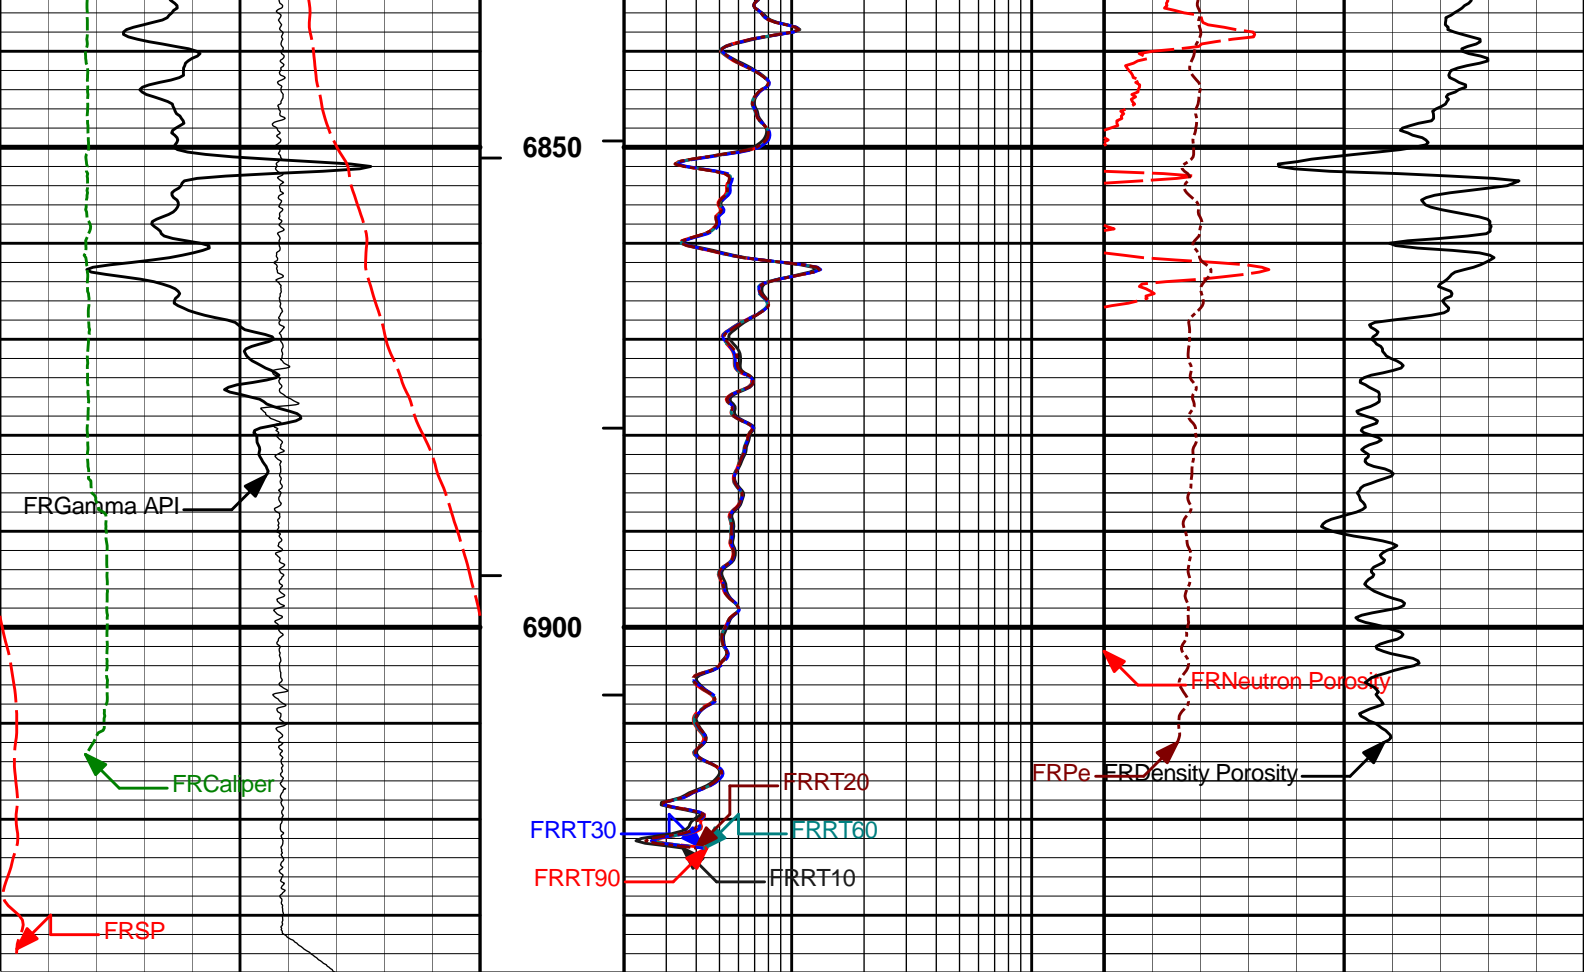 6850
FRGamma API
6900
FRNeutron Porosity
FRPe
FRDensity Porosity
FRCaliper
FRRT20
FRRT30
FRRT60
FRRT90
FRRT10
FRSP